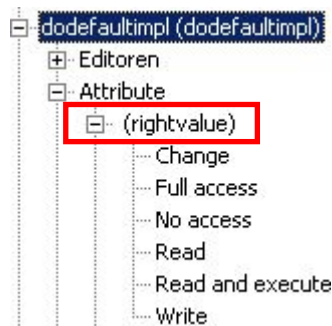 dodefaultimpl (dodefaultimpl)
Editoren
Attribute
(rightvalue)
Change
Full access
No access
Read
Read and execute
Write